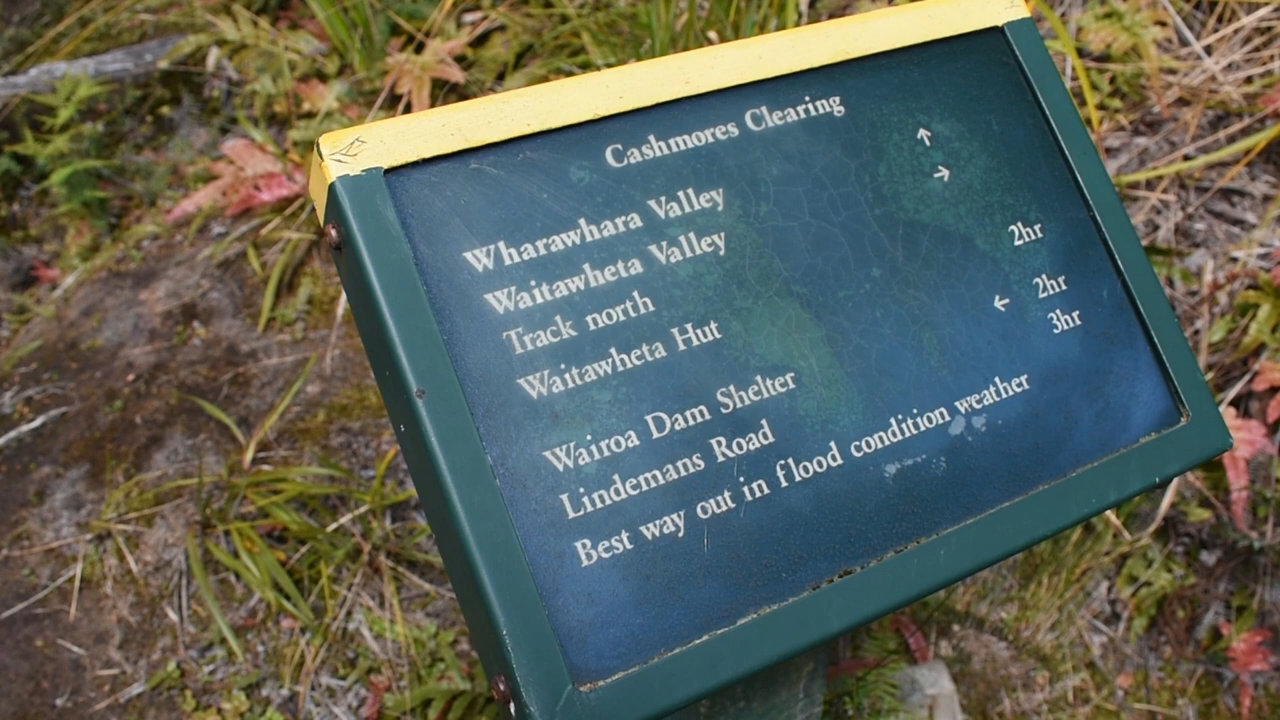 Cashmores Clearing
Wharawhara Valley ↑
Waitawheta Valley →
Track north
Waitawheta Hut 2hr
Wairoa Dam Shelter ← 2hr
Lindemans Road 3hr
Best way out in flood condition weather